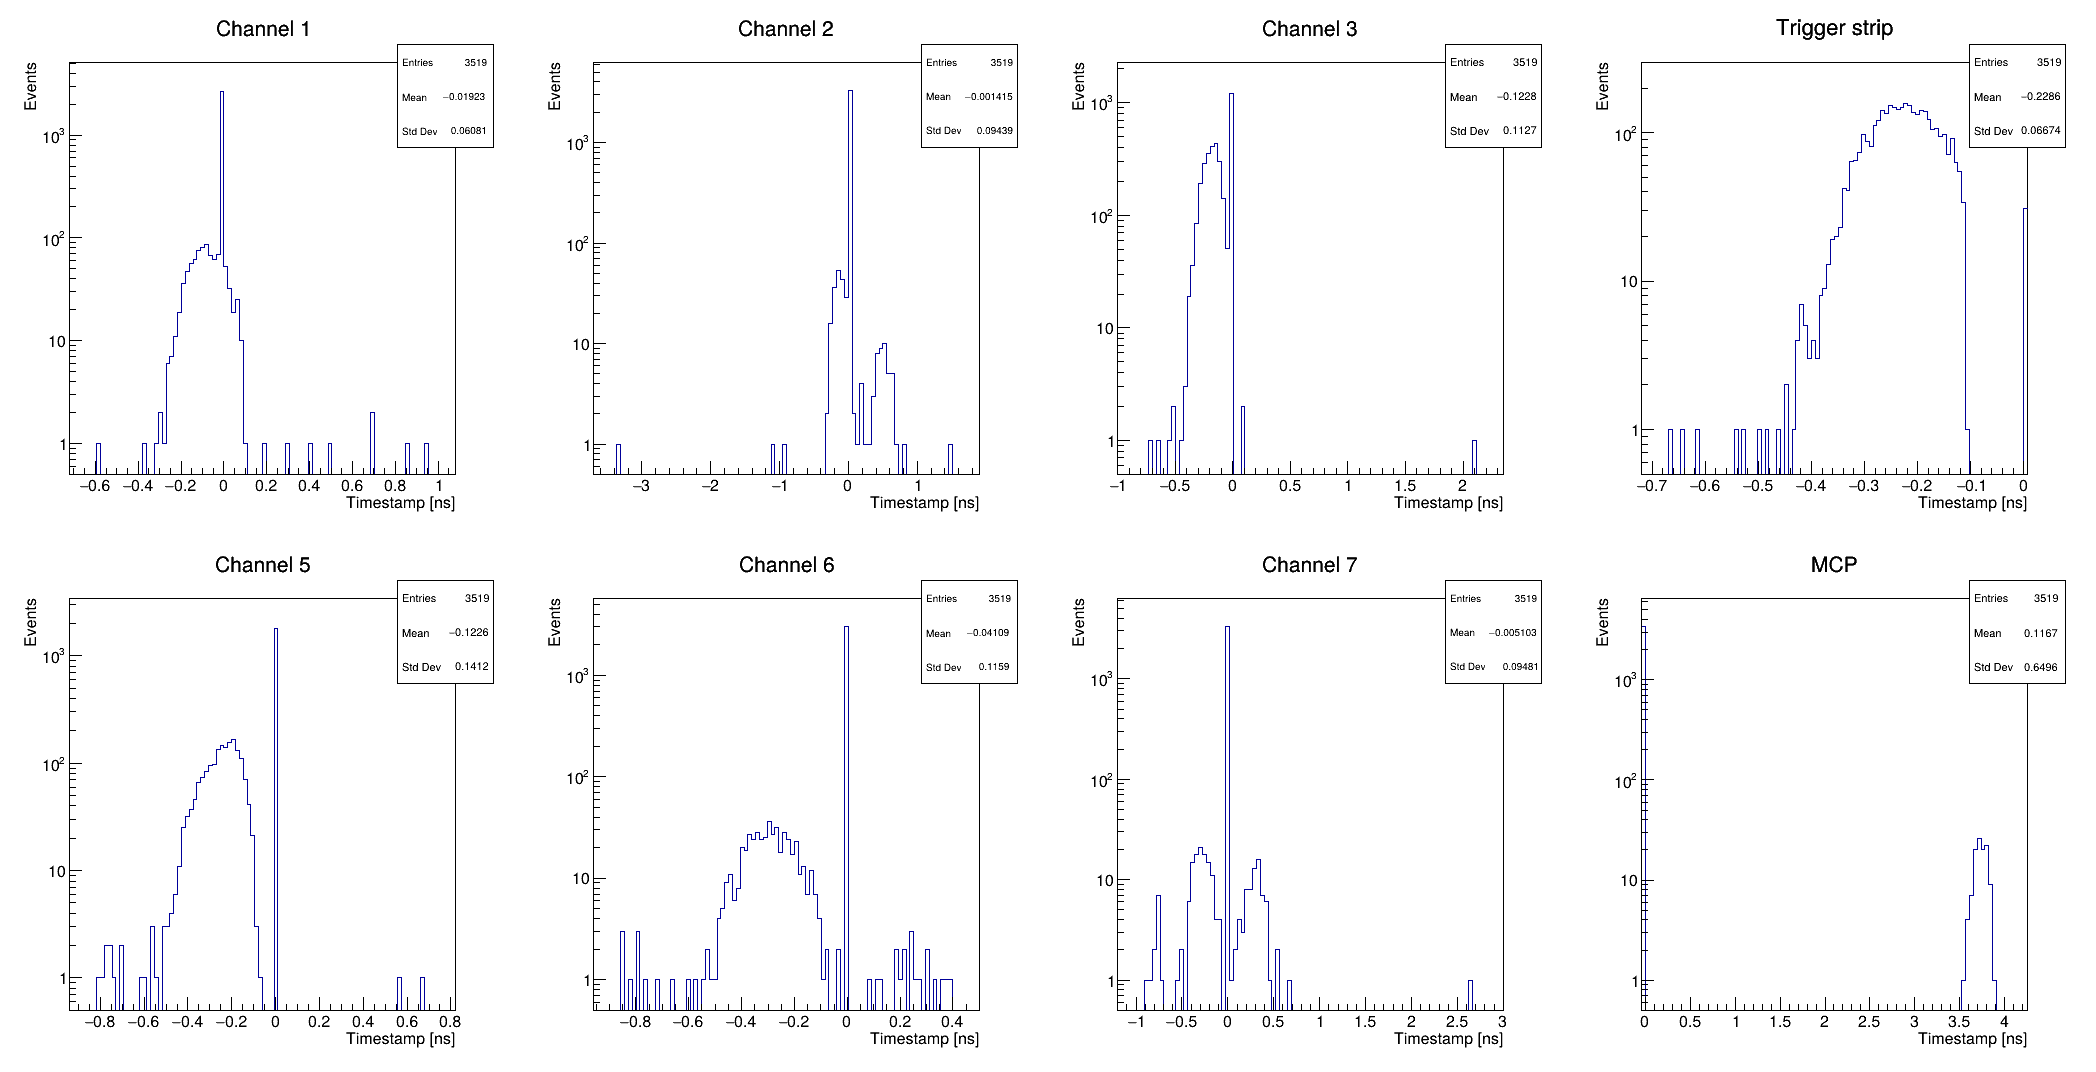 Channel 1
Entries 3519
Mean −0.01923
Std Dev 0.06081
Events
10³
10²
10
1
−0.6 −0.4 −0.2 0 0.2 0.4 0.6 0.8 1
Timestamp [ns]
Channel 2
Entries 3519
Mean −0.001415
Std Dev 0.09439
Events
10³
10²
10
1
−3 −2 −1 0 1
Timestamp [ns]
Channel 3
Entries 3519
Mean −0.1228
Std Dev 0.1127
Events
10³
10²
10
1
−1 −0.5 0 0.5 1 1.5 2
Timestamp [ns]
Trigger strip
Entries 3519
Mean −0.2286
Std Dev 0.06674
Events
10²
10
1
−0.7 −0.6 −0.5 −0.4 −0.3 −0.2 −0.1 0
Timestamp [ns]
Channel 5
Entries 3519
Mean −0.1226
Std Dev 0.1412
Events
10³
10²
10
1
−0.8 −0.6 −0.4 −0.2 0 0.2 0.4 0.6 0.8
Timestamp [ns]
Channel 6
Entries 3519
Mean −0.04109
Std Dev 0.1159
Events
10³
10²
10
1
−0.8 −0.6 −0.4 −0.2 0 0.2 0.4
Timestamp [ns]
Channel 7
Entries 3519
Mean −0.005103
Std Dev 0.09481
Events
10³
10²
10
1
−1 −0.5 0 0.5 1 1.5 2 2.5 3
Timestamp [ns]
MCP
Entries 3519
Mean 0.1167
Std Dev 0.6496
Events
10³
10²
10
1
0 0.5 1 1.5 2 2.5 3 3.5 4
Timestamp [ns]